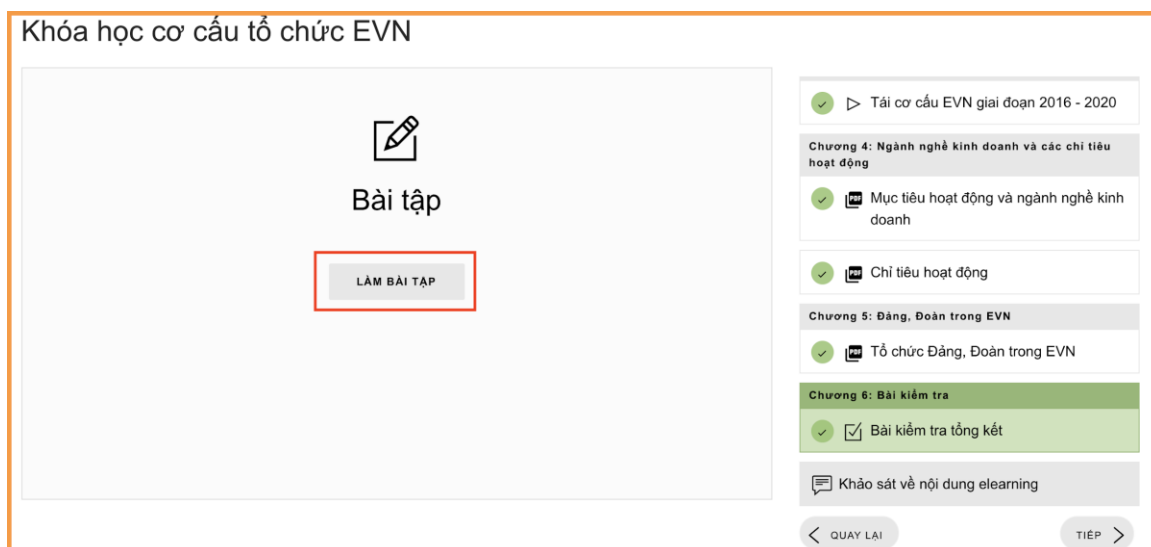 Khóa học cơ cấu tổ chức EVN
Bài tập
LÀM BÀI TẬP
Tái cơ cấu EVN giai đoạn 2016 - 2020
Chương 4: Ngành nghề kinh doanh và các chỉ tiêu
hoạt động
PDF
Mục tiêu hoạt động và ngành nghề kinh
doanh
PDF
Chỉ tiêu hoạt động
Chương 5: Đảng, Đoàn trong EVN
PDF
Tổ chức Đảng, Đoàn trong EVN
Chương 6: Bài kiểm tra
Bài kiểm tra tổng kết
Khảo sát về nội dung elearning
QUAY LẠI
TIẾP